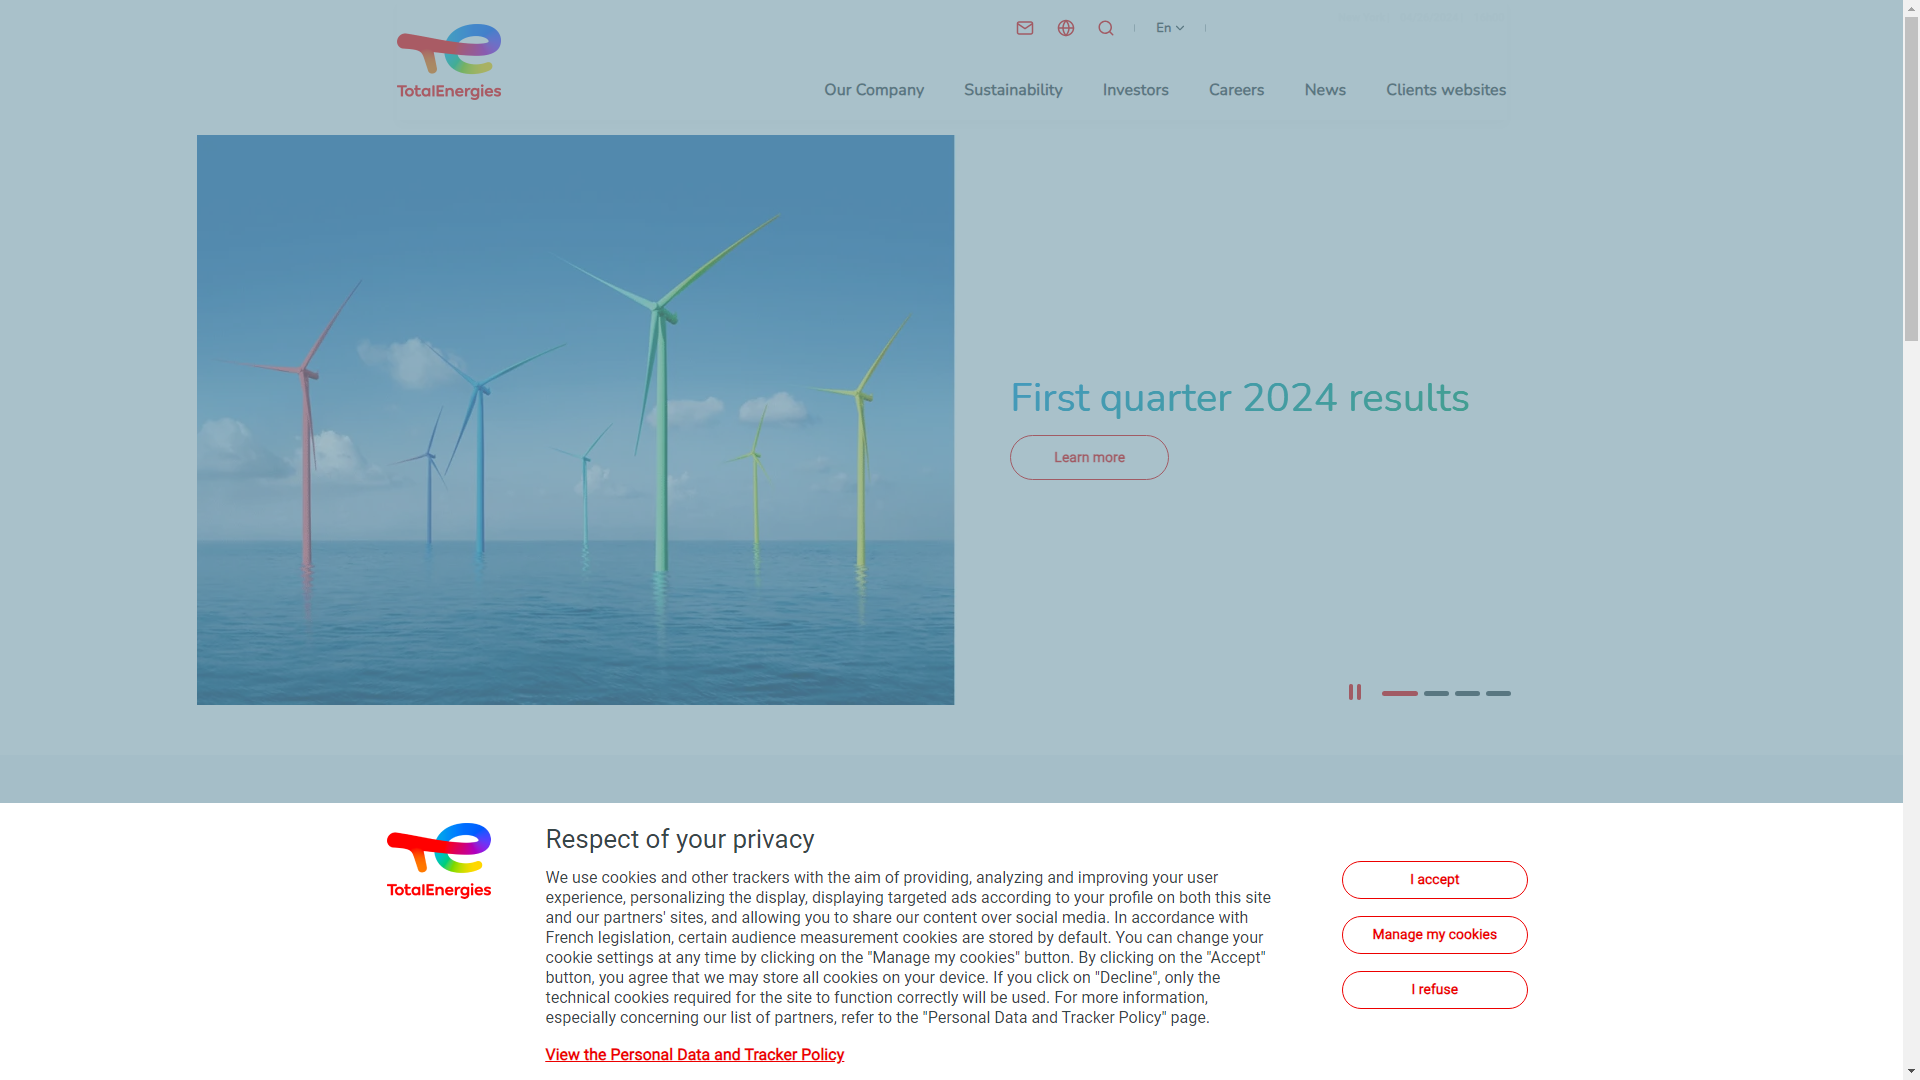 TotalEnergies
En
Our Company
Sustainability
Investors
Careers
News
Clients websites
First quarter 2024 results
Learn more
TotalEnergies
Respect of your privacy
We use cookies and other trackers with the aim of providing, analyzing and improving your user
experience, personalizing the display, displaying targeted ads according to your profile on both this site
and our partners' sites, and allowing you to share our content over social media. In accordance with
French legislation, certain audience measurement cookies are stored by default. You can change your
cookie settings at any time by clicking on the "Manage my cookies" button. By clicking on the "Accept"
button, you agree that we may store all cookies on your device. If you click on "Decline", only the
technical cookies required for the site to function correctly will be used. For more information,
especially concerning our list of partners, refer to the "Personal Data and Tracker Policy" page.
View the Personal Data and Tracker Policy
I accept
Manage my cookies
I refuse